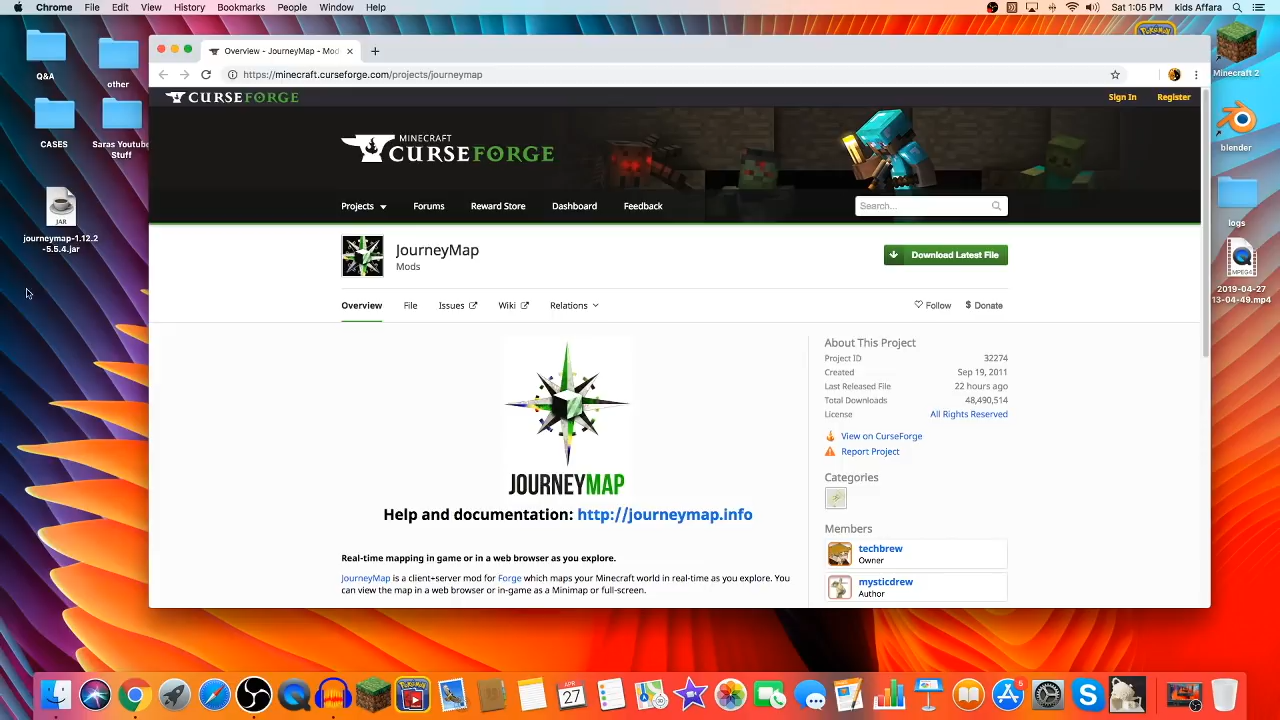 Chrome File Edit View History Bookmarks People Window Help Sat 1:05 PM kids Affara
Q&A
other
CASES
Saras Youtube
Stuff
JAR
journeymap-1.12.2
-5.5.4.jar
Minecraft 2
blender
logs
MPEG4
2019-04-27
13-04-49.mp4
Overview - JourneyMap - Mod
https://minecraft.curseforge.com/projects/journeymap
CURSEFORGE
Sign In Register
MINECRAFT
CURSEFORGE
Projects Forums Reward Store Dashboard Feedback Search...
JourneyMap
Mods
Download Latest File
Overview File Issues Wiki Relations Follow $ Donate
JOURNEYMAP
Help and documentation: http://journeymap.info
Real-time mapping in game or in a web browser as you explore.
JourneyMap is a client+server mod for Forge which maps your Minecraft world in real-time as you explore. You
can view the map in a web browser or in-game as a Minimap or full-screen.
About This Project
Project ID 32274
Created Sep 19, 2011
Last Released File 22 hours ago
Total Downloads 48,490,514
License All Rights Reserved
View on CurseForge
Report Project
Categories
Members
techbrew
Owner
mysticdrew
Author
APR
27